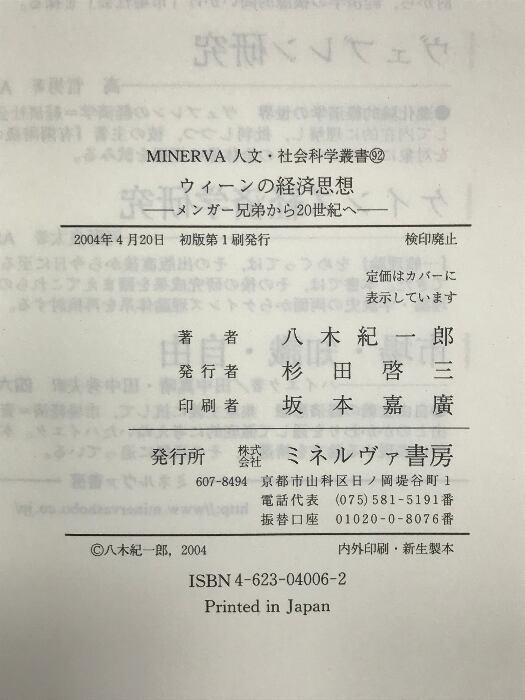 MINERVA 人文・社会科学叢書㉒
ウィーンの経済思想
——メンガー兄弟から20世紀へ——
2004年4月20日　初版第1刷発行　検印廃止
定価はカバーに
表示しています
著者　八木紀一郎
発行者　杉田啓三
印刷者　坂本嘉廣
発行所　株式会社　ミネルヴァ書房
607-8494　京都市山科区日ノ岡堤谷町1
電話代表　(075)581-5191番
振替口座　01020-0-8076番
©八木紀一郎, 2004　内外印刷・新生製本
ISBN4-623-04006-2
Printed in Japan